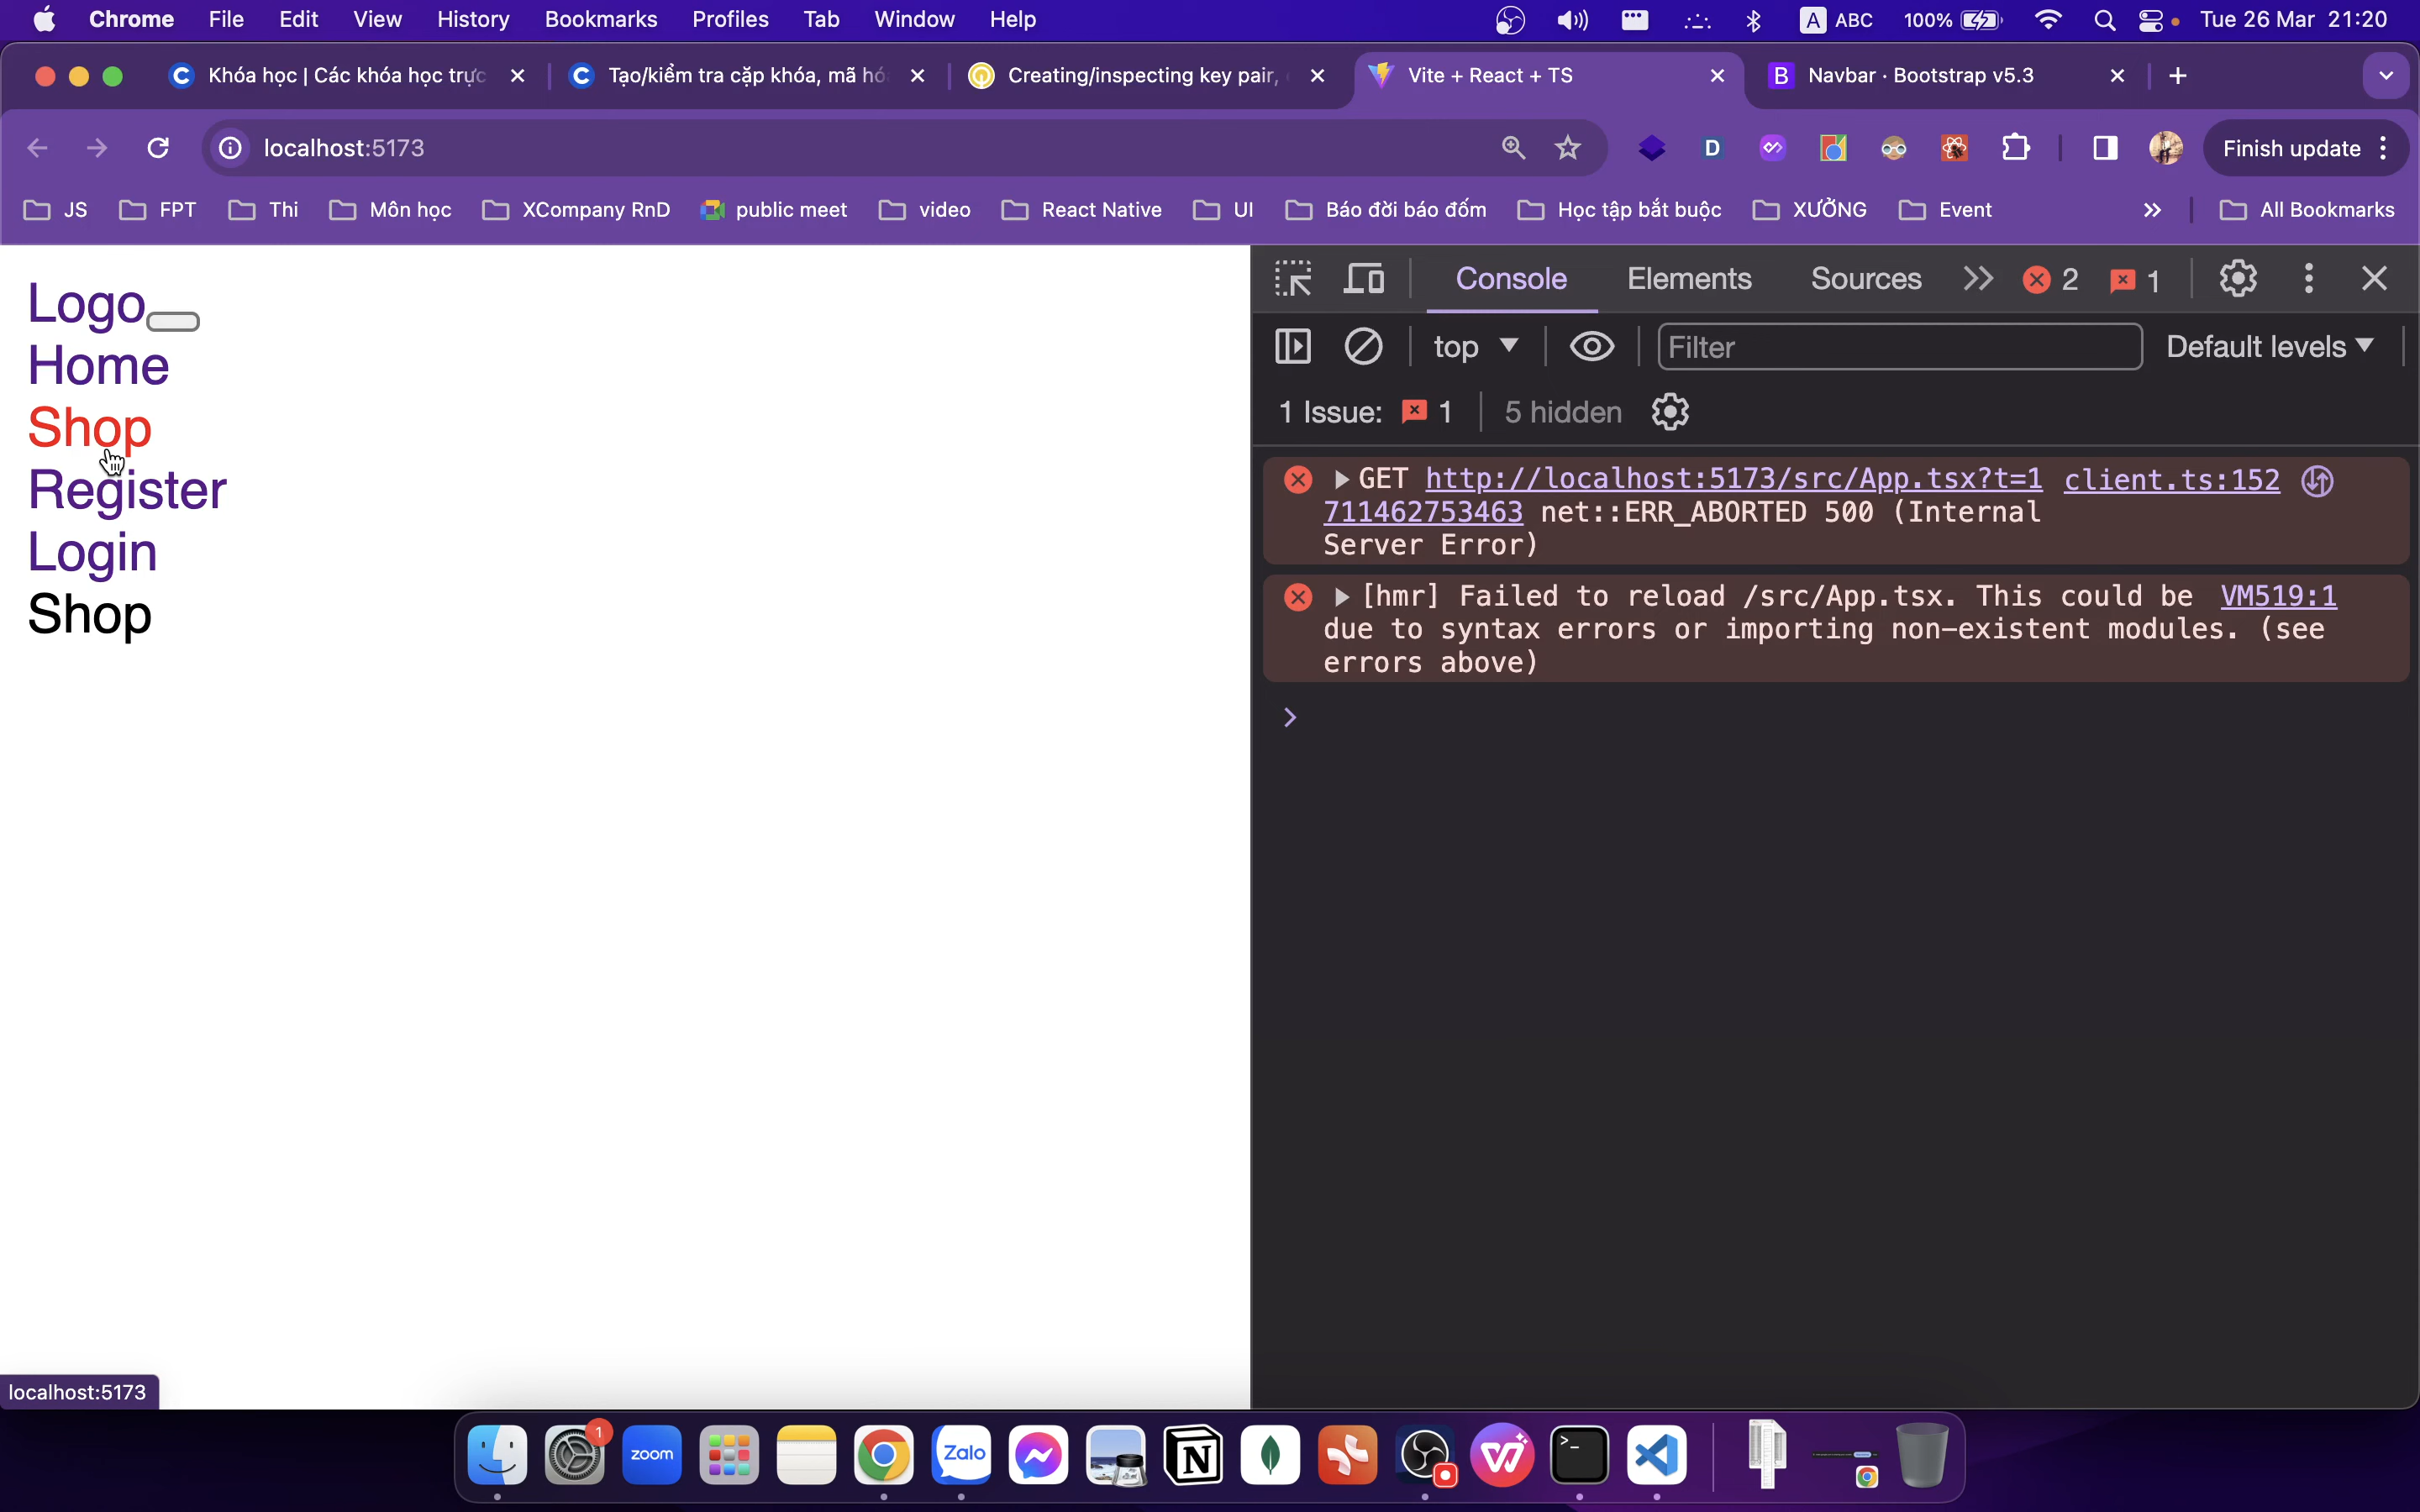 Chrome File Edit View History Bookmarks Profiles Tab Window Help A ABC 100% Tue 26 Mar 21:20
Khóa học | Các khóa học trực Tạo/kiểm tra cặp khóa, mã hó Creating/inspecting key pair, Vite + React + TS B Navbar · Bootstrap v5.3
localhost:5173 D Finish update
JS FPT Thi Môn học XCompany RnD public meet video React Native UI Báo đời báo đốm Học tập bắt buộc XƯỞNG Event All Bookmarks
Logo
Home
Shop
Register
Login
Shop
Console Elements Sources 2 1
top Filter Default levels
1 Issue: 1 5 hidden
GET http://localhost:5173/src/App.tsx?t=1 client.ts:152
711462753463 net::ERR_ABORTED 500 (Internal
Server Error)
[hmr] Failed to reload /src/App.tsx. This could be VM519:1
due to syntax errors or importing non-existent modules. (see
errors above)
localhost:5173
1 zoom Zalo